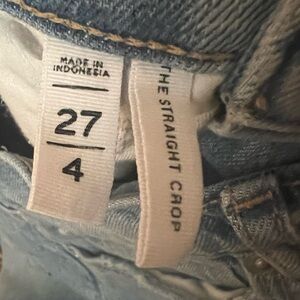 MADE IN
INDONESIA
27
4
THE STRAIGHT CROP